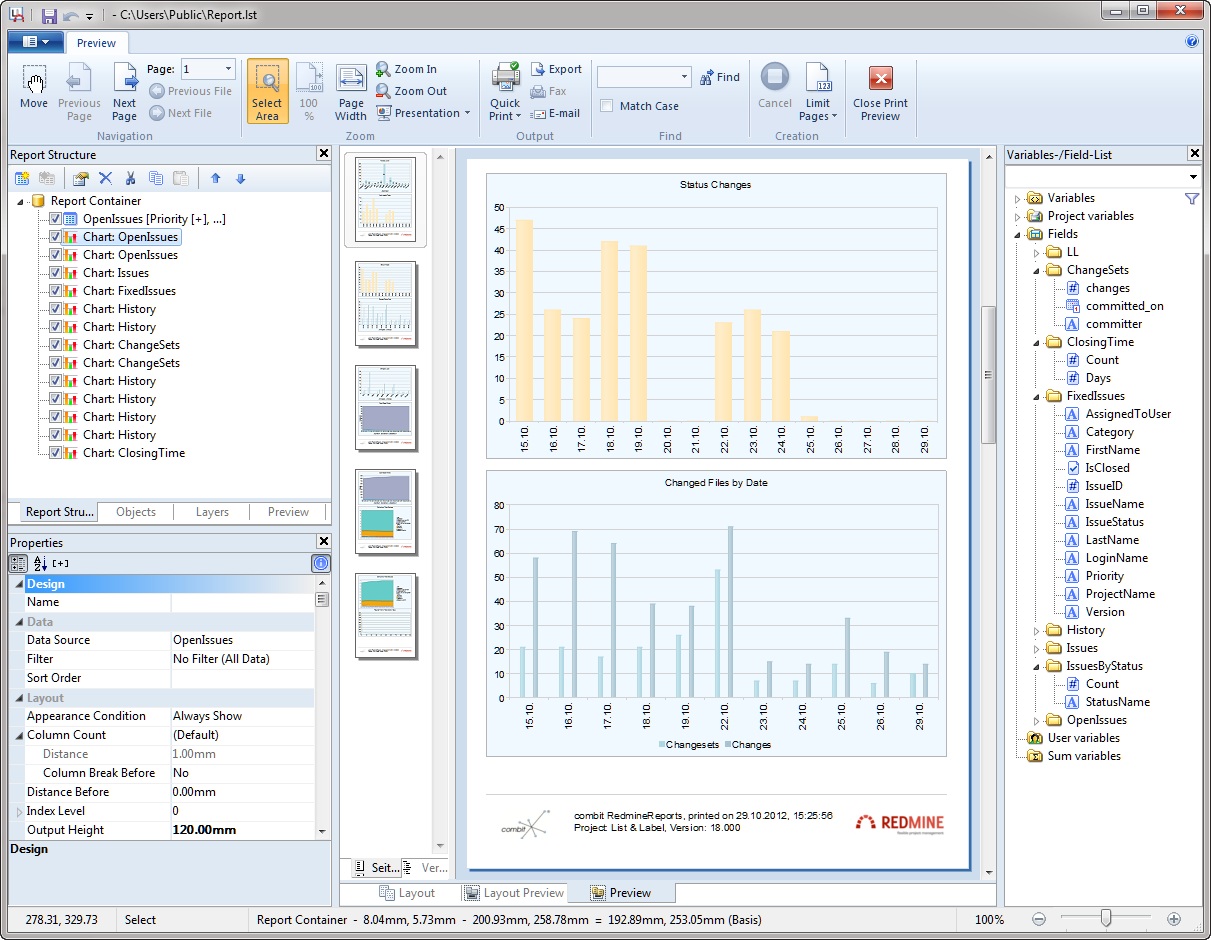 - C:\Users\Public\Report.lst
Preview
Move
Previous Page
Next Page
Page: 1
Previous File
Next File
Navigation
Select Area
100 %
Page Width
Zoom In
Zoom Out
Presentation
Zoom
Quick Print
Export
Fax
E-mail
Output
Find
Match Case
Find
Cancel
Limit Pages
Creation
Close Print Preview
Report Structure
Report Container
OpenIssues [Priority [+], ...]
Chart: OpenIssues
Chart: OpenIssues
Chart: Issues
Chart: FixedIssues
Chart: History
Chart: History
Chart: ChangeSets
Chart: ChangeSets
Chart: History
Chart: History
Chart: History
Chart: History
Chart: ClosingTime
Report Stru... Objects Layers Preview
Properties
Design
Name
Data
Data Source OpenIssues
Filter No Filter (All Data)
Sort Order
Layout
Appearance Condition Always Show
Column Count (Default)
Distance 1.00mm
Column Break Before No
Distance Before 0.00mm
Index Level 0
Output Height 120.00mm
Design
Seit... Ver...
Status Changes
50
45
40
35
30
25
20
15
10
5
0
15.10. 16.10. 17.10. 18.10. 19.10. 20.10. 21.10. 22.10. 23.10. 24.10. 25.10. 26.10. 27.10. 28.10. 29.10.
Changed Files by Date
80
70
60
50
40
30
20
10
0
15.10. 16.10. 17.10. 18.10. 19.10. 22.10. 23.10. 24.10. 25.10. 26.10. 29.10.
Changesets Changes
combit
combit RedmineReports, printed on 29.10.2012, 15:25:56
Project List & Label, Version: 18.000
REDMINE
flexible project management
Layout Layout Preview Preview
Variables-/Field-List
Variables
Project variables
Fields
LL
ChangeSets
changes
committed_on
committer
ClosingTime
Count
Days
FixedIssues
AssignedToUser
Category
FirstName
IsClosed
IssueID
IssueName
IssueStatus
LastName
LoginName
Priority
ProjectName
Version
History
Issues
IssuesByStatus
Count
StatusName
OpenIssues
User variables
Sum variables
278.31, 329.73 Select Report Container - 8.04mm, 5.73mm - 200.93mm, 258.78mm = 192.89mm, 253.05mm (Basis) 100%